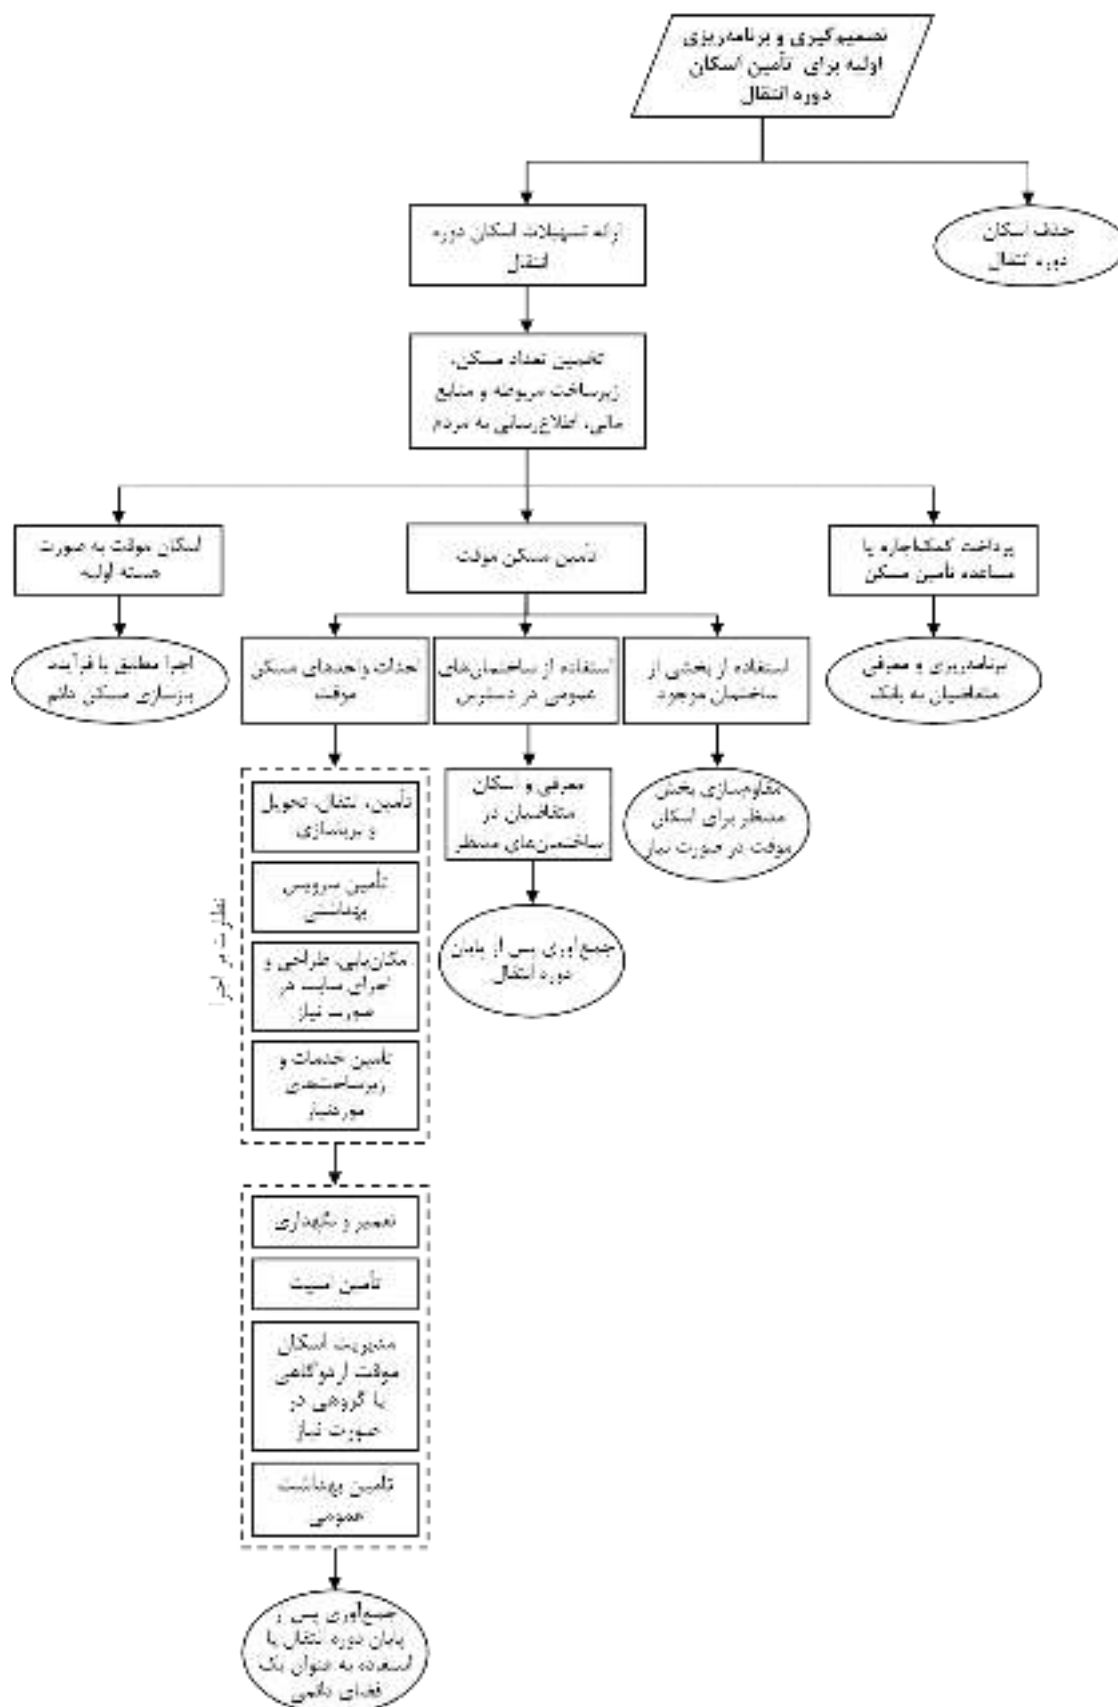 تصمیم‌گیری و برنامه‌ریزی
اولیه برای تأمین اسکان
دوره انتقال
حذف اسکان
دوره انتقال
ارائه تسهیلات اسکان دوره
انتقال
تخمین تعداد مسکن،
زیرساخت مربوطه و منابع
مالی، اطلاع‌رسانی به مردم
پرداخت کمک‌اجاره یا
مساعده تأمین مسکن
تأمین مسکن موقت
اسکان موقت به صورت
هسته اولیه
برنامه‌ریزی و معرفی
متقاضیان به بانک
استفاده از بخشی از
ساختمان موجود
استفاده از ساختمان‌های
عمومی در دسترس
احداث واحدهای مسکن
موقت
اجرا مطابق با فرآیند
بازسازی مسکن دائم
مقاوم‌سازی بخش
مدنظر برای اسکان
موقت در صورت نیاز
معرفی و اسکان
متقاضیان در
ساختمان‌های مدنظر
جمع‌آوری پس از پایان
دوره انتقال
نظارت بر اجرا
تأمین، انتقال، تحویل
و برپاسازی
تأمین سرویس
بهداشتی
مکان‌یابی، طراحی و
اجرای سایت در
صورت نیاز
تأمین خدمات و
زیرساخت‌های
موردنیاز
تعمیر و نگهداری
تأمین امنیت
مدیریت اسکان
موقت اردوگاهی
یا گروهی در
صورت نیاز
تأمین بهداشت
عمومی
جمع‌آوری پس از
پایان دوره انتقال یا
استفاده به عنوان یک
فضای دائمی